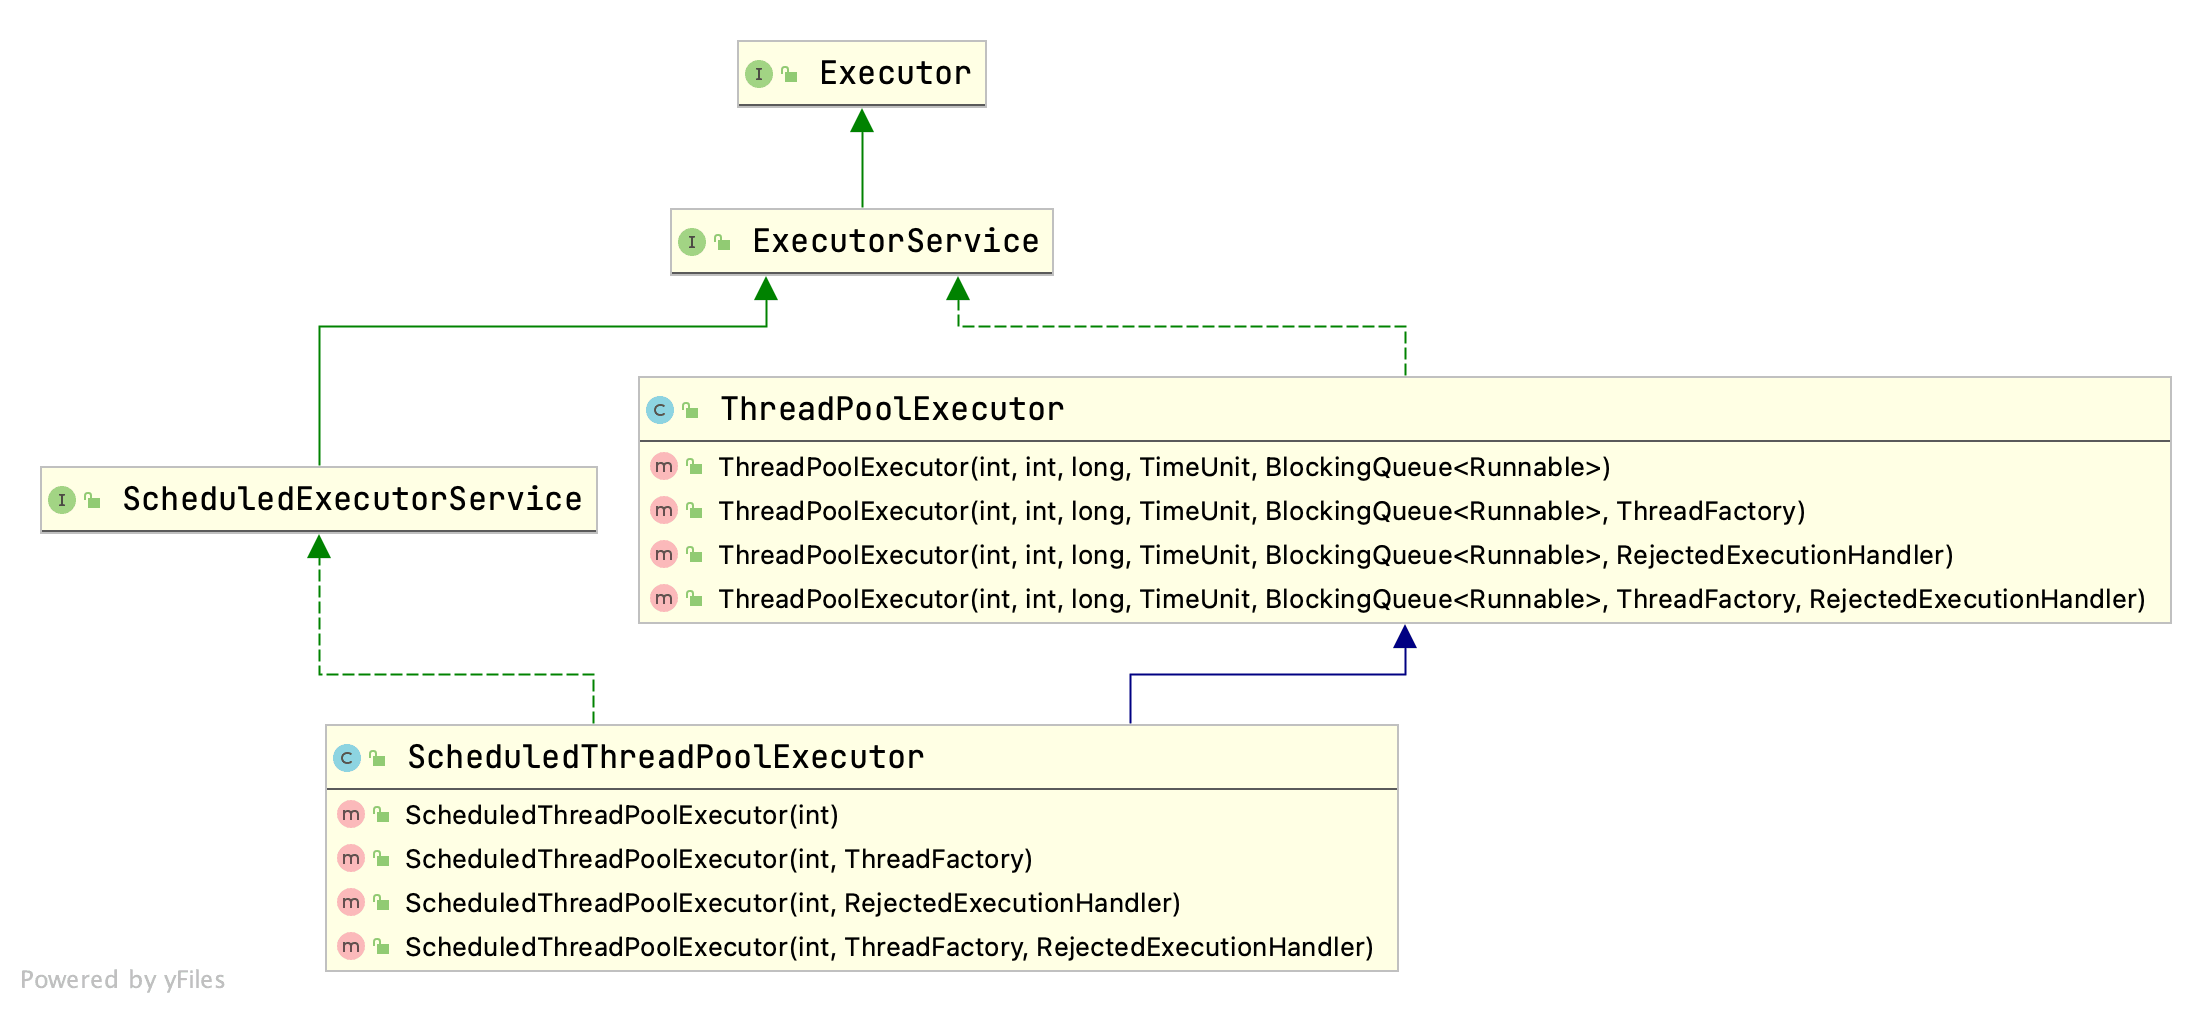 Executor
ExecutorService
ThreadPoolExecutor
ThreadPoolExecutor(int, int, long, TimeUnit, BlockingQueue<Runnable>)
ThreadPoolExecutor(int, int, long, TimeUnit, BlockingQueue<Runnable>, ThreadFactory)
ThreadPoolExecutor(int, int, long, TimeUnit, BlockingQueue<Runnable>, RejectedExecutionHandler)
ThreadPoolExecutor(int, int, long, TimeUnit, BlockingQueue<Runnable>, ThreadFactory, RejectedExecutionHandler)
ScheduledExecutorService
ScheduledThreadPoolExecutor
ScheduledThreadPoolExecutor(int)
ScheduledThreadPoolExecutor(int, ThreadFactory)
ScheduledThreadPoolExecutor(int, RejectedExecutionHandler)
ScheduledThreadPoolExecutor(int, ThreadFactory, RejectedExecutionHandler)
Powered by yFiles